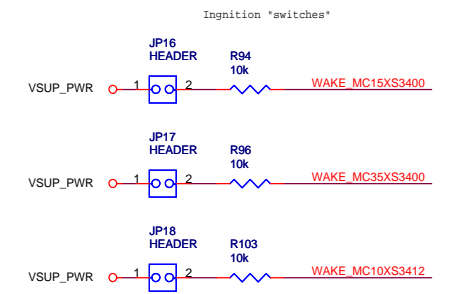 Ingnition "switches"
JP16
HEADER
R94
10k
VSUP_PWR 1 2 WAKE_MC15XS3400
JP17
HEADER
R96
10k
VSUP_PWR 1 2 WAKE_MC35XS3400
JP18
HEADER
R103
10k
VSUP_PWR 1 2 WAKE_MC10XS3412